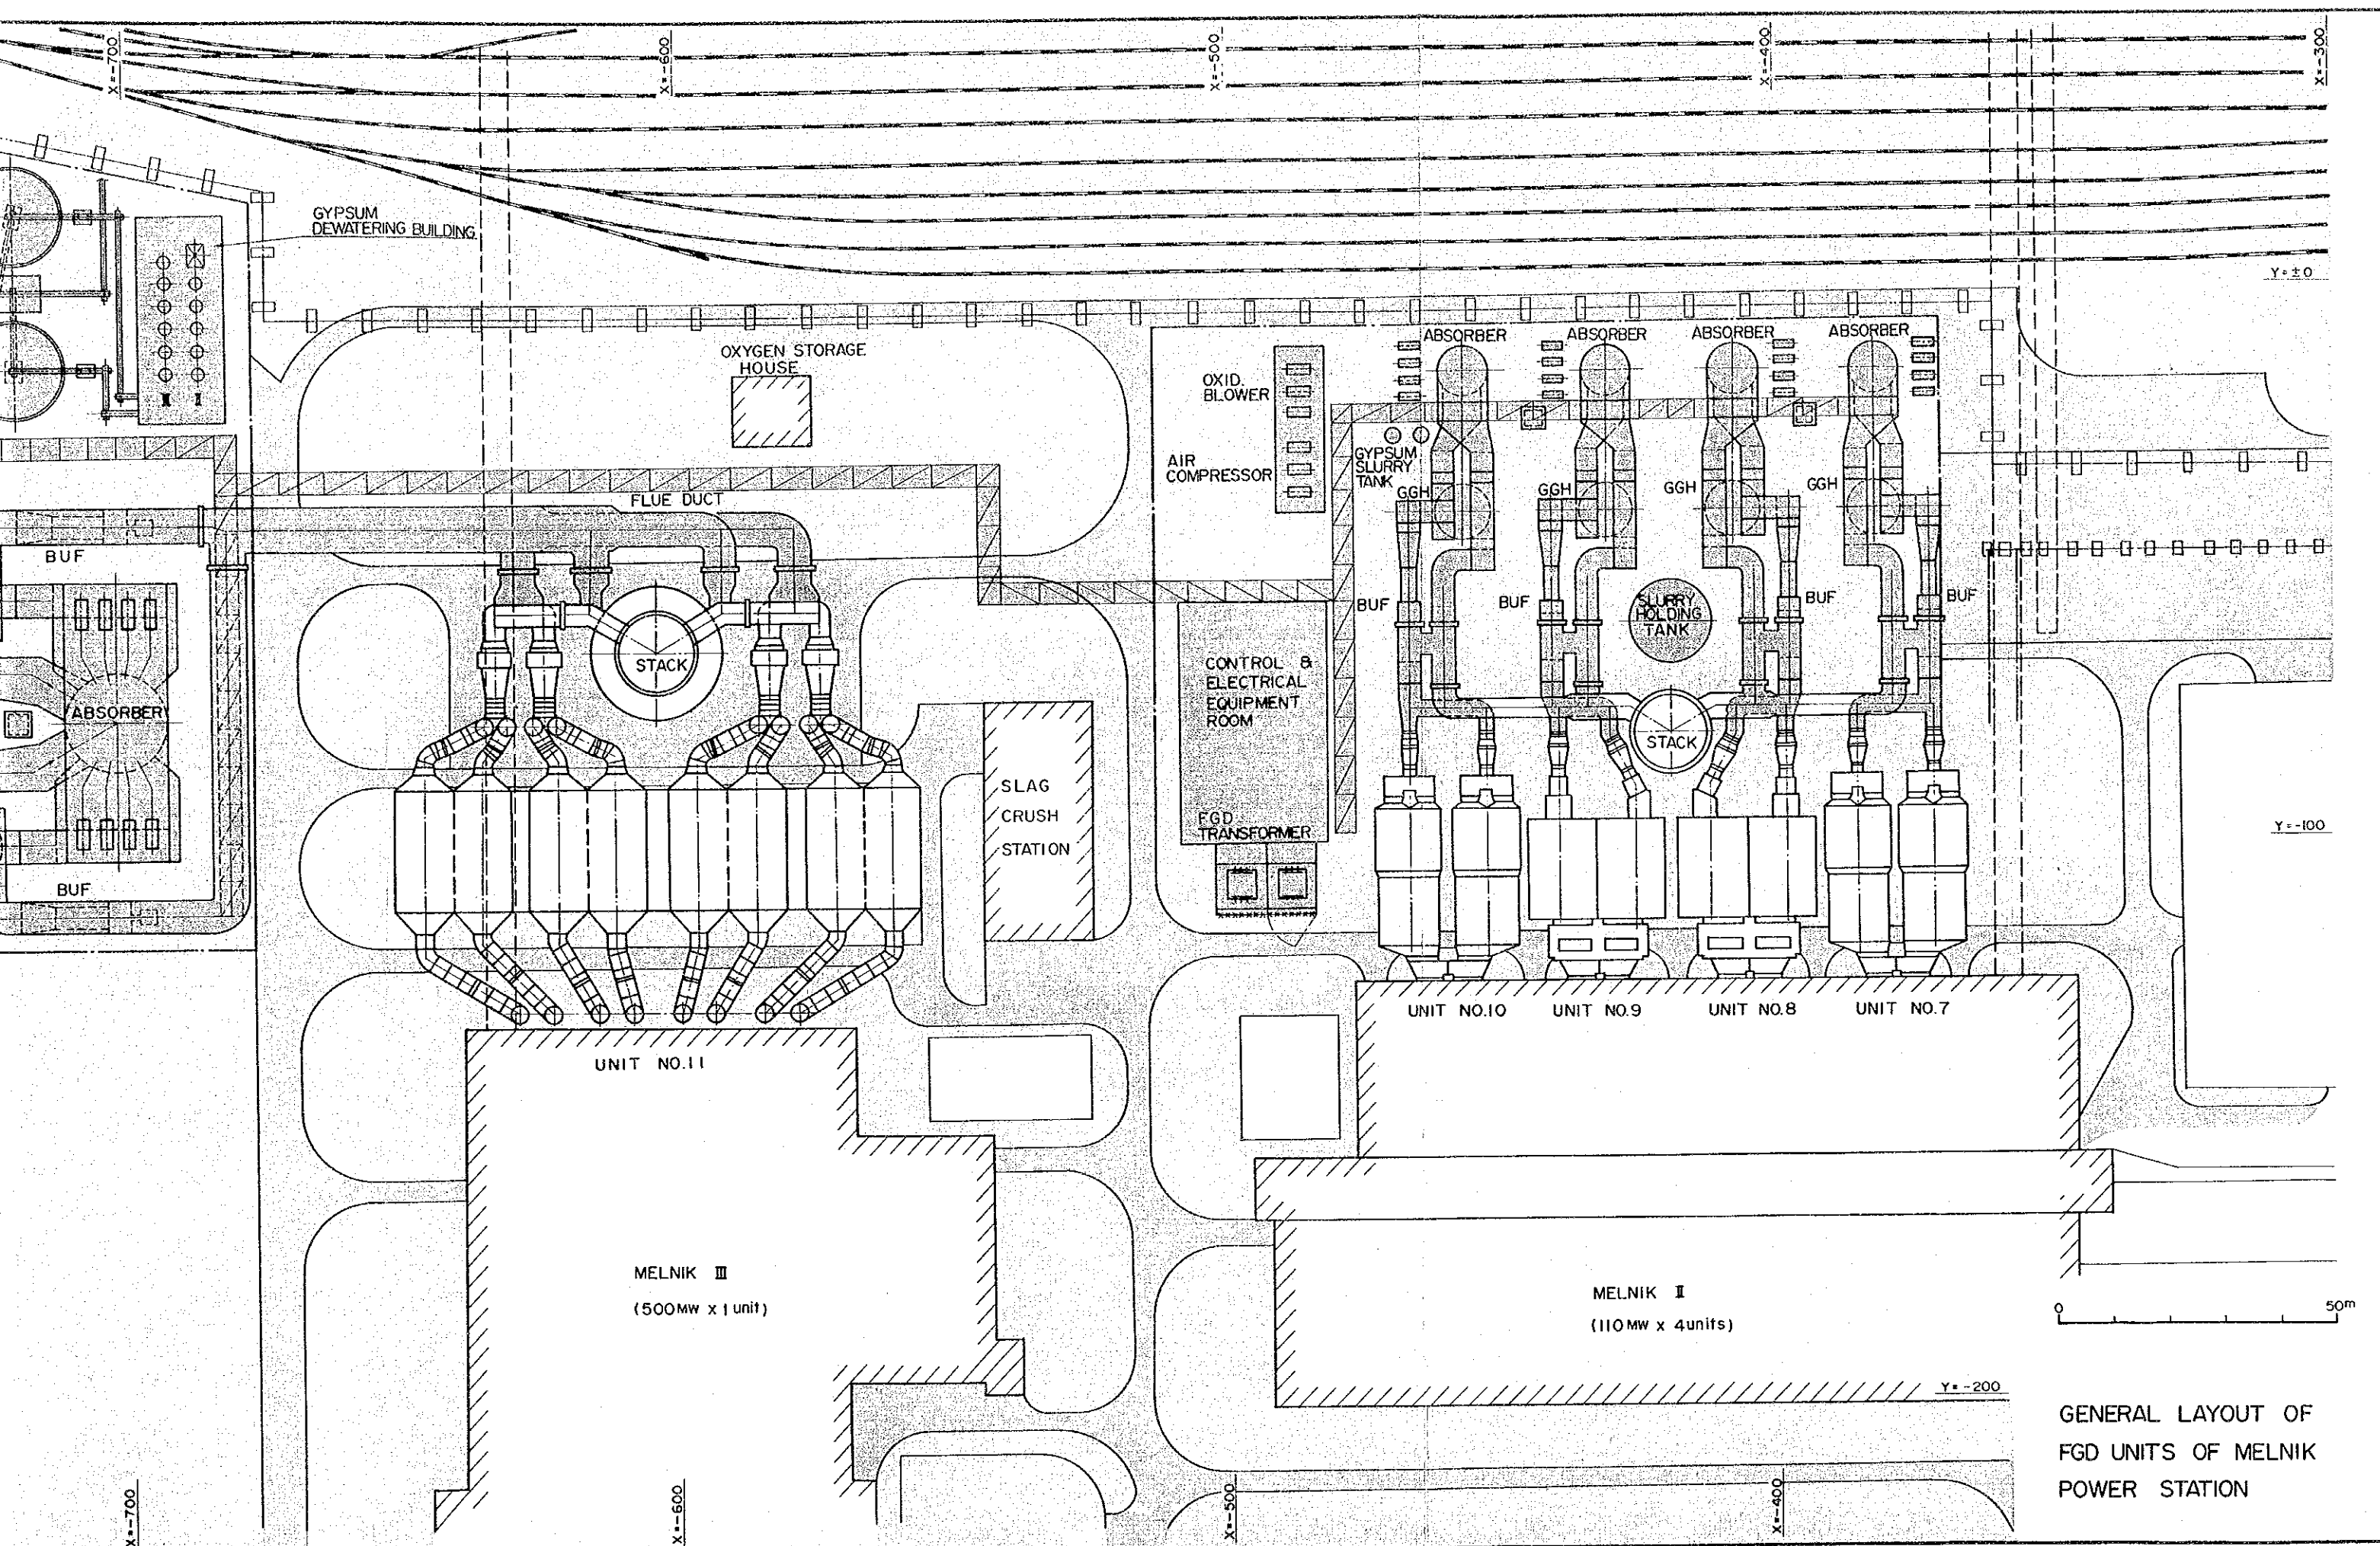 X=-700
X=-600
X=-500
X=-400
X=-300
GYPSUM
DEWATERING BUILDING
Y=±0
OXYGEN STORAGE
HOUSE
ABSORBER
ABSORBER
ABSORBER
ABSORBER
OXID.
BLOWER
AIR
COMPRESSOR
GYPSUM
SLURRY
TANK
GGH
GGH
GGH
GGH
FLUE DUCT
BUF
BUF
BUF
BUF
BUF
SLURRY
HOLDING
TANK
STACK
CONTROL &
ELECTRICAL
EQUIPMENT
ROOM
ABSORBER
STACK
SLAG
CRUSH
STATION
FGD
TRANSFORMER
Y=-100
BUF
UNIT NO.10
UNIT NO.9
UNIT NO.8
UNIT NO.7
UNIT NO.11
MELNIK III
(500MW x 1 unit)
MELNIK II
(110MW x 4units)
0
50m
Y=-200
GENERAL LAYOUT OF
FGD UNITS OF MELNIK
POWER STATION
X=-700
X=-600
X=-500
X=-400